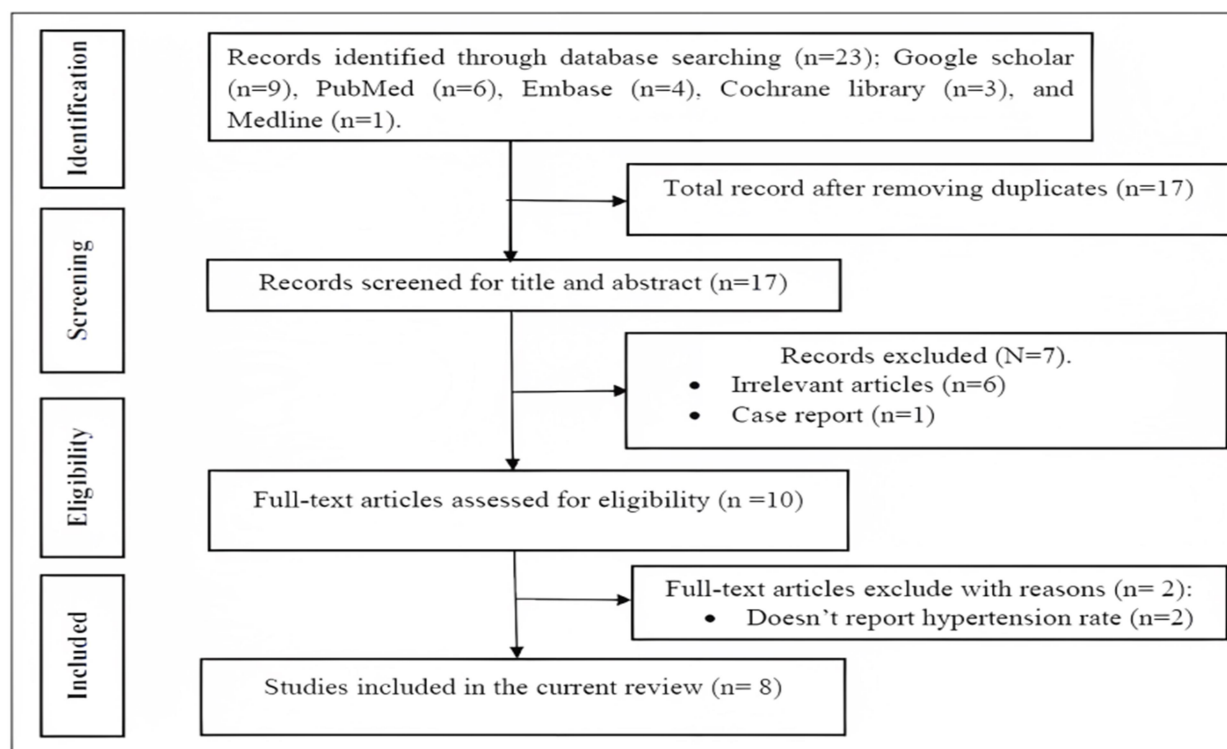 Identification
Records identified through database searching (n=23); Google scholar
(n=9), PubMed (n=6), Embase (n=4), Cochrane library (n=3), and
Medline (n=1).
Total record after removing duplicates (n=17)
Screening
Records screened for title and abstract (n=17)
Records excluded (N=7).
• Irrelevant articles (n=6)
• Case report (n=1)
Eligibility
Full-text articles assessed for eligibility (n =10)
Full-text articles exclude with reasons (n= 2):
• Doesn’t report hypertension rate (n=2)
Included
Studies included in the current review (n= 8)